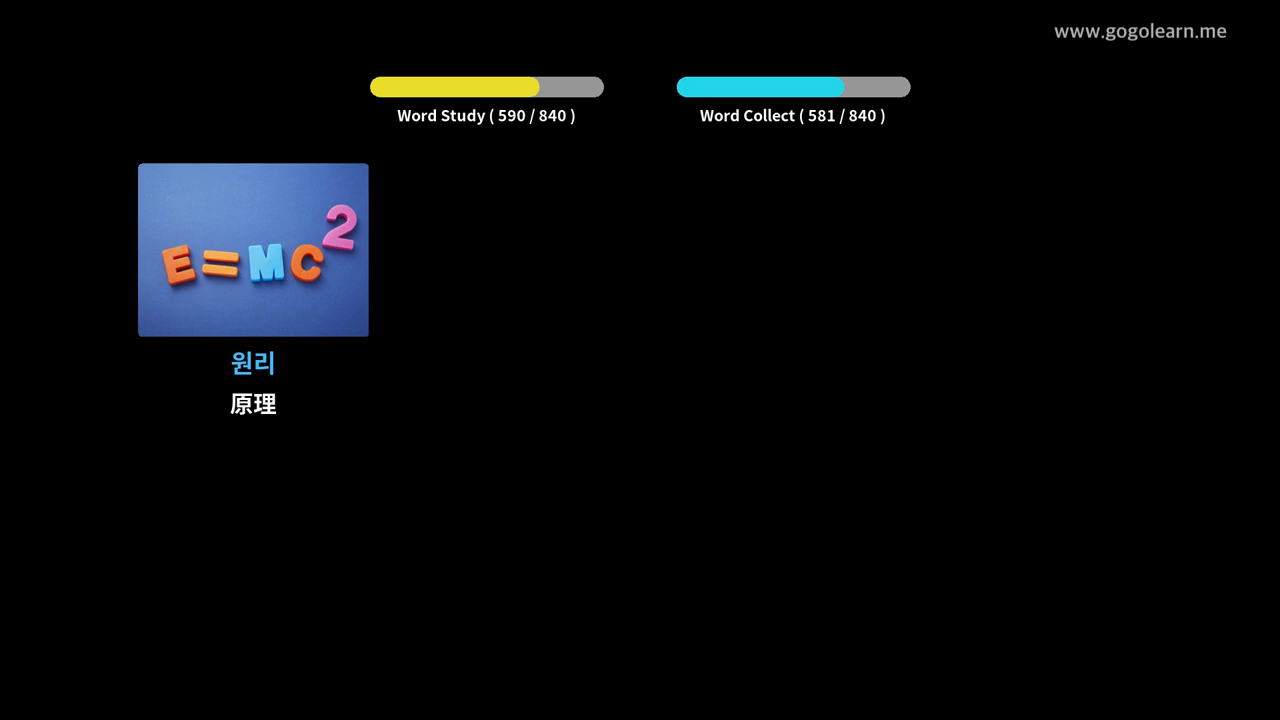 www.gogolearn.me
Word Study ( 590 / 840 )
Word Collect ( 581 / 840 )
E=MC²
원리
原理